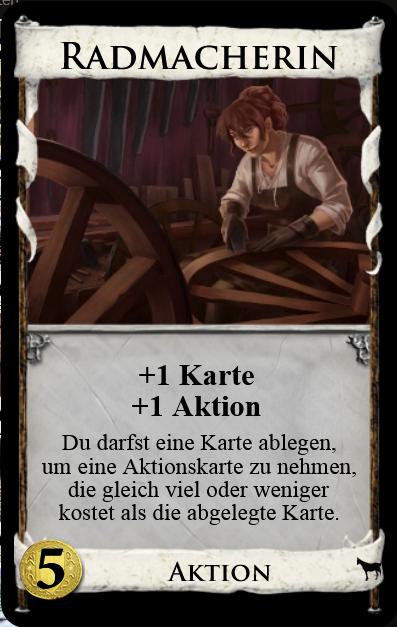 Radmacherin
+1 Karte
+1 Aktion
Du darfst eine Karte ablegen,
um eine Aktionskarte zu nehmen,
die gleich viel oder weniger
kostet als die abgelegte Karte.
5
Aktion